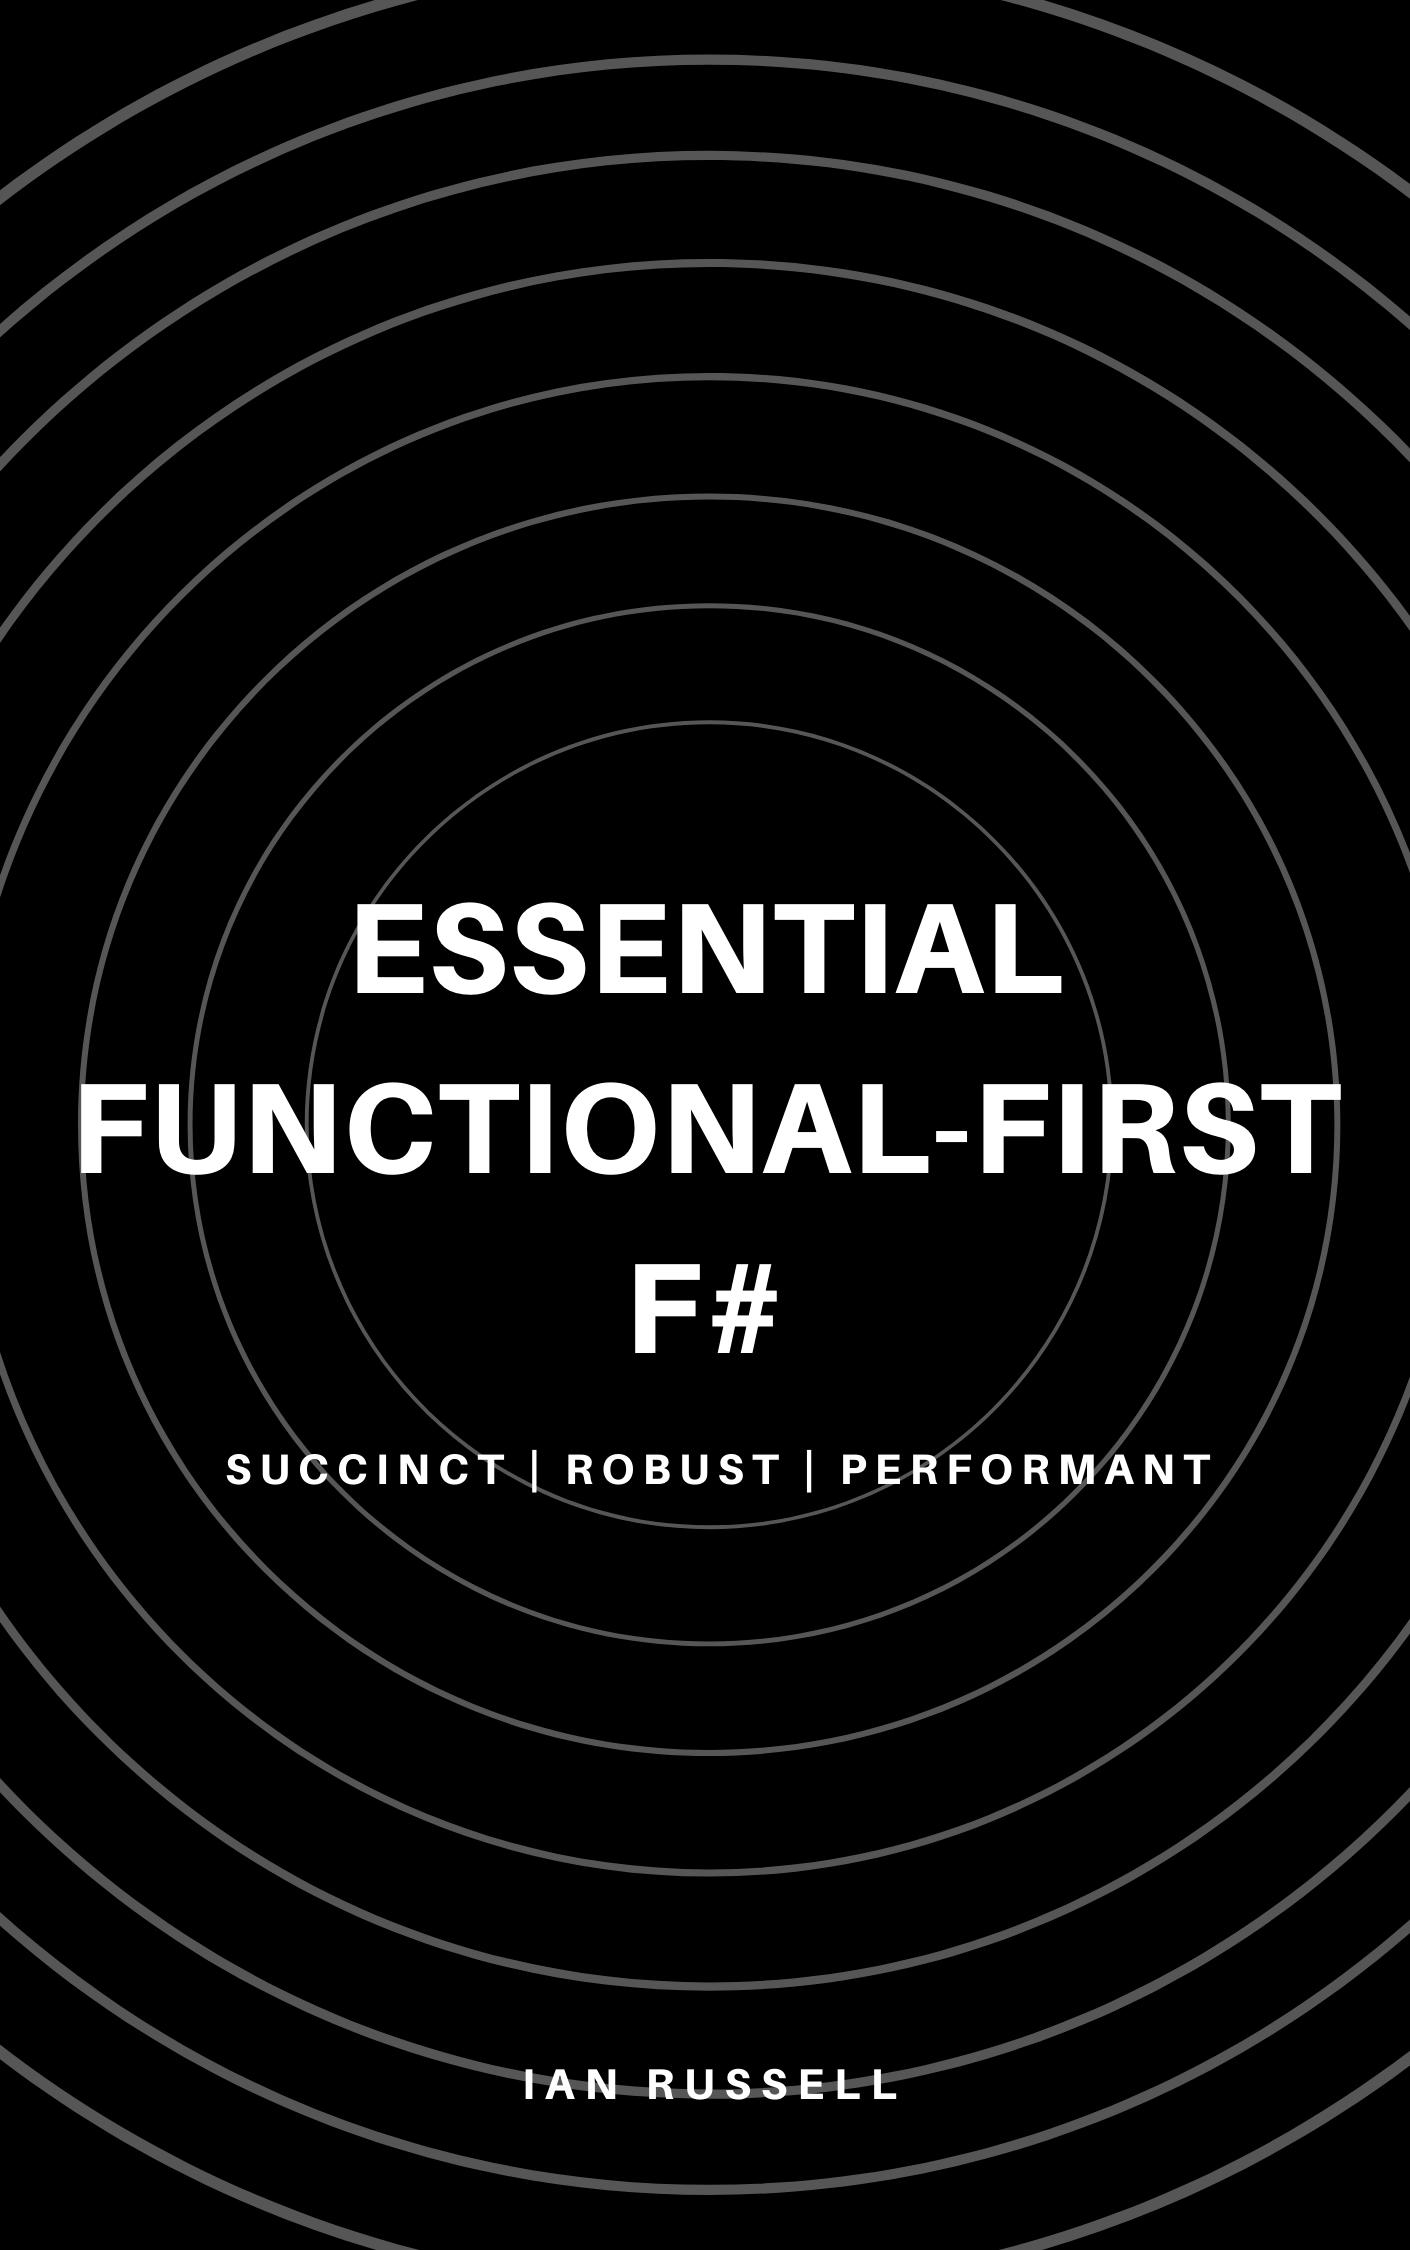 ESSENTIAL
FUNCTIONAL-FIRST
F#
SUCCINCT | ROBUST | PERFORMANT
IAN RUSSELL